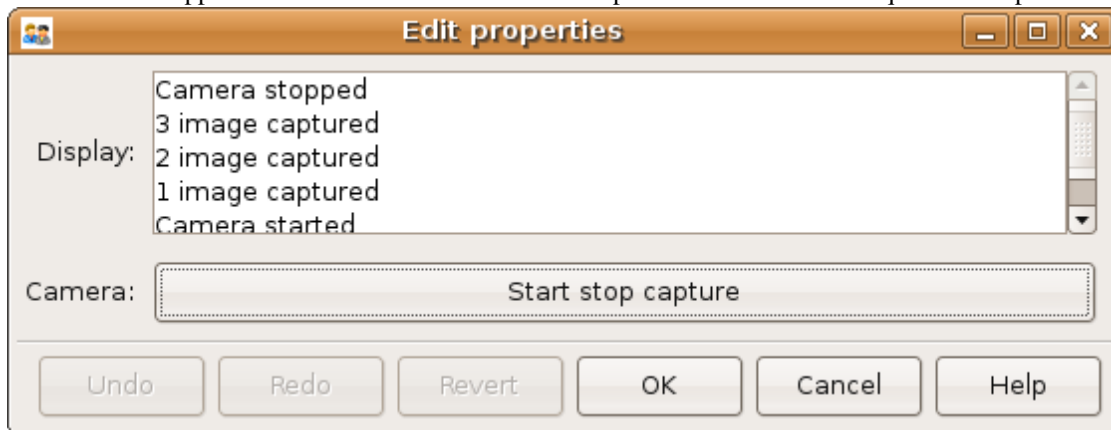 Edit properties
Display:
Camera stopped
3 image captured
2 image captured
1 image captured
Camera started
Camera:
Start stop capture
Undo
Redo
Revert
OK
Cancel
Help